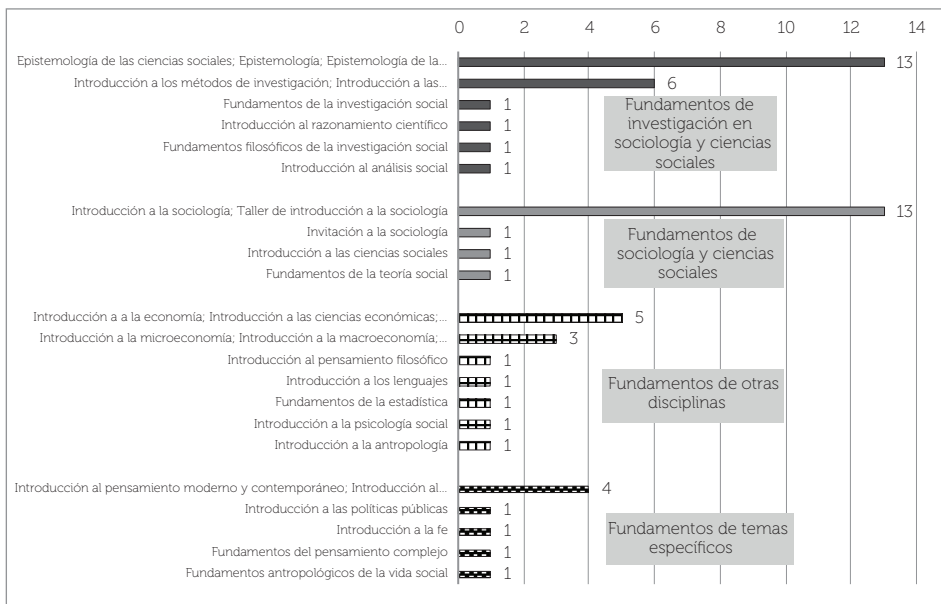 0 2 4 6 8 10 12 14
Epistemología de las ciencias sociales; Epistemología; Epistemología de la... 13
Introducción a los métodos de investigación; Introducción a las... 6
Fundamentos de la investigación social 1
Introducción al razonamiento científico 1
Fundamentos filosóficos de la investigación social 1
Introducción al análisis social 1
Fundamentos de
investigación en
sociología y ciencias
sociales
Introducción a la sociología; Taller de introducción a la sociología 13
Invitación a la sociología 1
Introducción a las ciencias sociales 1
Fundamentos de la teoría social 1
Fundamentos de
sociología y ciencias
sociales
Introducción a a la economía; Introducción a las ciencias económicas;... 5
Introducción a la microeconomía; Introducción a la macroeconomía;... 3
Introducción al pensamiento filosófico 1
Introducción a los lenguajes 1
Fundamentos de la estadística 1
Introducción a la psicología social 1
Introducción a la antropología 1
Fundamentos de otras
disciplinas
Introducción al pensamiento moderno y contemporáneo; Introducción al... 4
Introducción a las políticas públicas 1
Introducción a la fe 1
Fundamentos del pensamiento complejo 1
Fundamentos antropológicos de la vida social 1
Fundamentos de temas
específicos